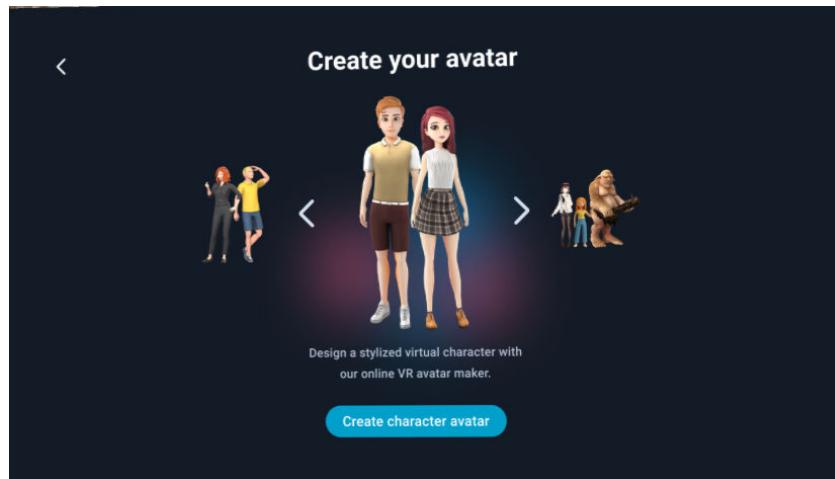 Create your avatar
Design a stylized virtual character with
our online VR avatar maker.
Create character avatar